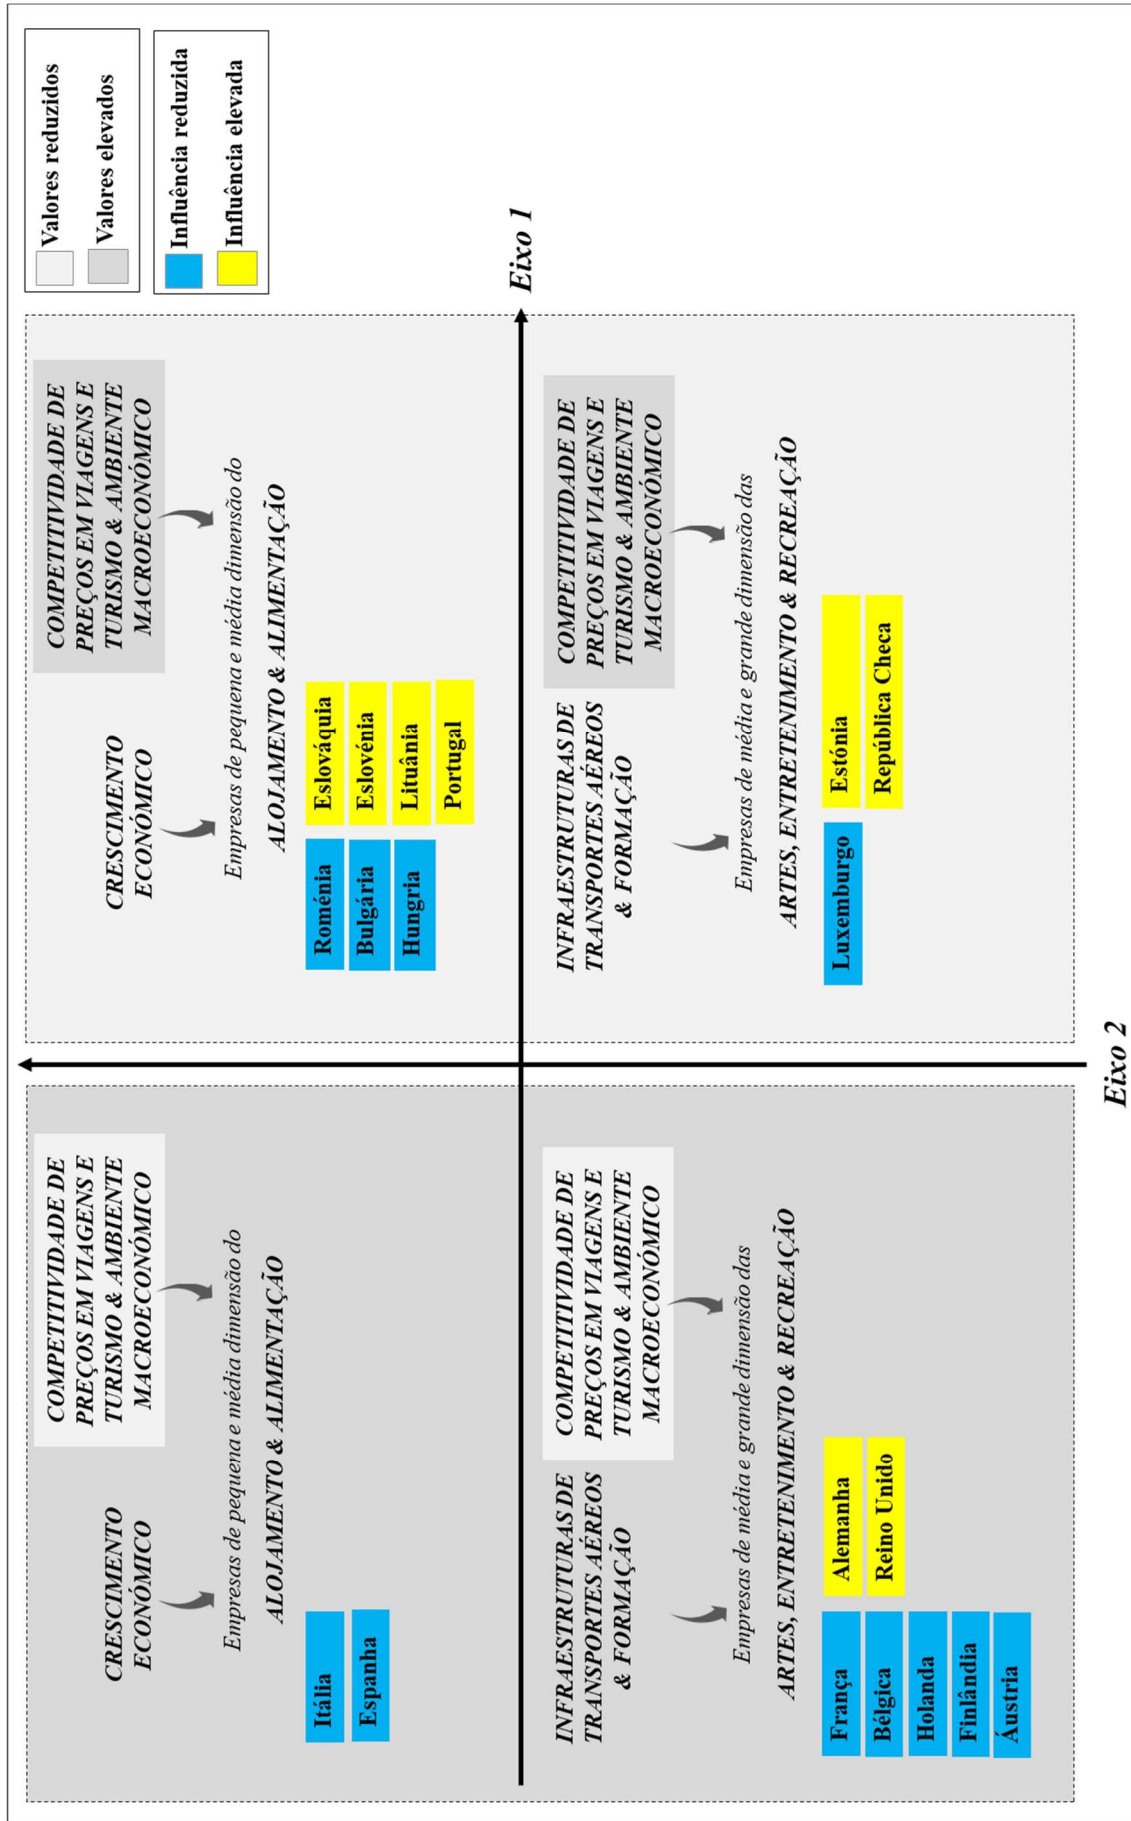 CRESCIMENTO
ECONÓMICO
COMPETITIVIDADE DE
PREÇOS EM VIAGENS E
TURISMO & AMBIENTE
MACROECONÓMICO
Empresas de pequena e média dimensão do
ALOJAMENTO & ALIMENTAÇÃO
Itália
Espanha
CRESCIMENTO
ECONÓMICO
COMPETITIVIDADE DE
PREÇOS EM VIAGENS E
TURISMO & AMBIENTE
MACROECONÓMICO
Empresas de pequena e média dimensão do
ALOJAMENTO & ALIMENTAÇÃO
Roménia
Bulgária
Hungria
Eslováquia
Eslovénia
Lituânia
Portugal
Valores reduzidos
Valores elevados
Influência reduzida
Influência elevada
Eixo 1
INFRAESTRUTURAS DE
TRANSPORTES AÉREOS
& FORMAÇÃO
COMPETITIVIDADE DE
PREÇOS EM VIAGENS E
TURISMO & AMBIENTE
MACROECONÓMICO
Empresas de média e grande dimensão das
ARTES, ENTRETENIMENTO & RECREAÇÃO
França
Bélgica
Holanda
Finlândia
Áustria
Alemanha
Reino Unido
INFRAESTRUTURAS DE
TRANSPORTES AÉREOS
& FORMAÇÃO
COMPETITIVIDADE DE
PREÇOS EM VIAGENS E
TURISMO & AMBIENTE
MACROECONÓMICO
Empresas de média e grande dimensão das
ARTES, ENTRETENIMENTO & RECREAÇÃO
Luxemburgo
Estónia
República Checa
Eixo 2